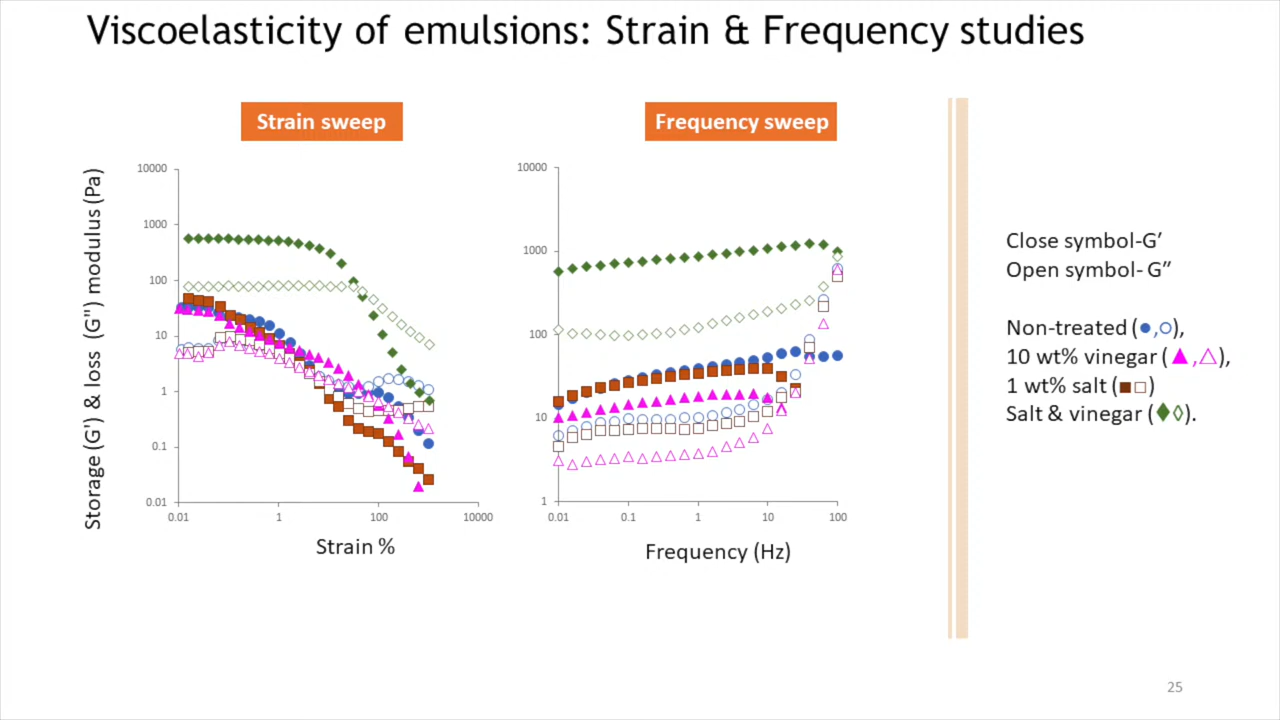 Viscoelasticity of emulsions: Strain & Frequency studies
Strain sweep
Frequency sweep
Storage (G') & loss (G'') modulus (Pa)
10000
1000
100
10
1
0.1
0.01
0.01
1
100
10000
Strain %
10000
1000
100
10
1
0.01
0.1
1
10
100
Frequency (Hz)
Close symbol-G′
Open symbol- G″
Non-treated (●,○),
10 wt% vinegar (▲,△),
1 wt% salt (■□)
Salt & vinegar (◆◊).
25